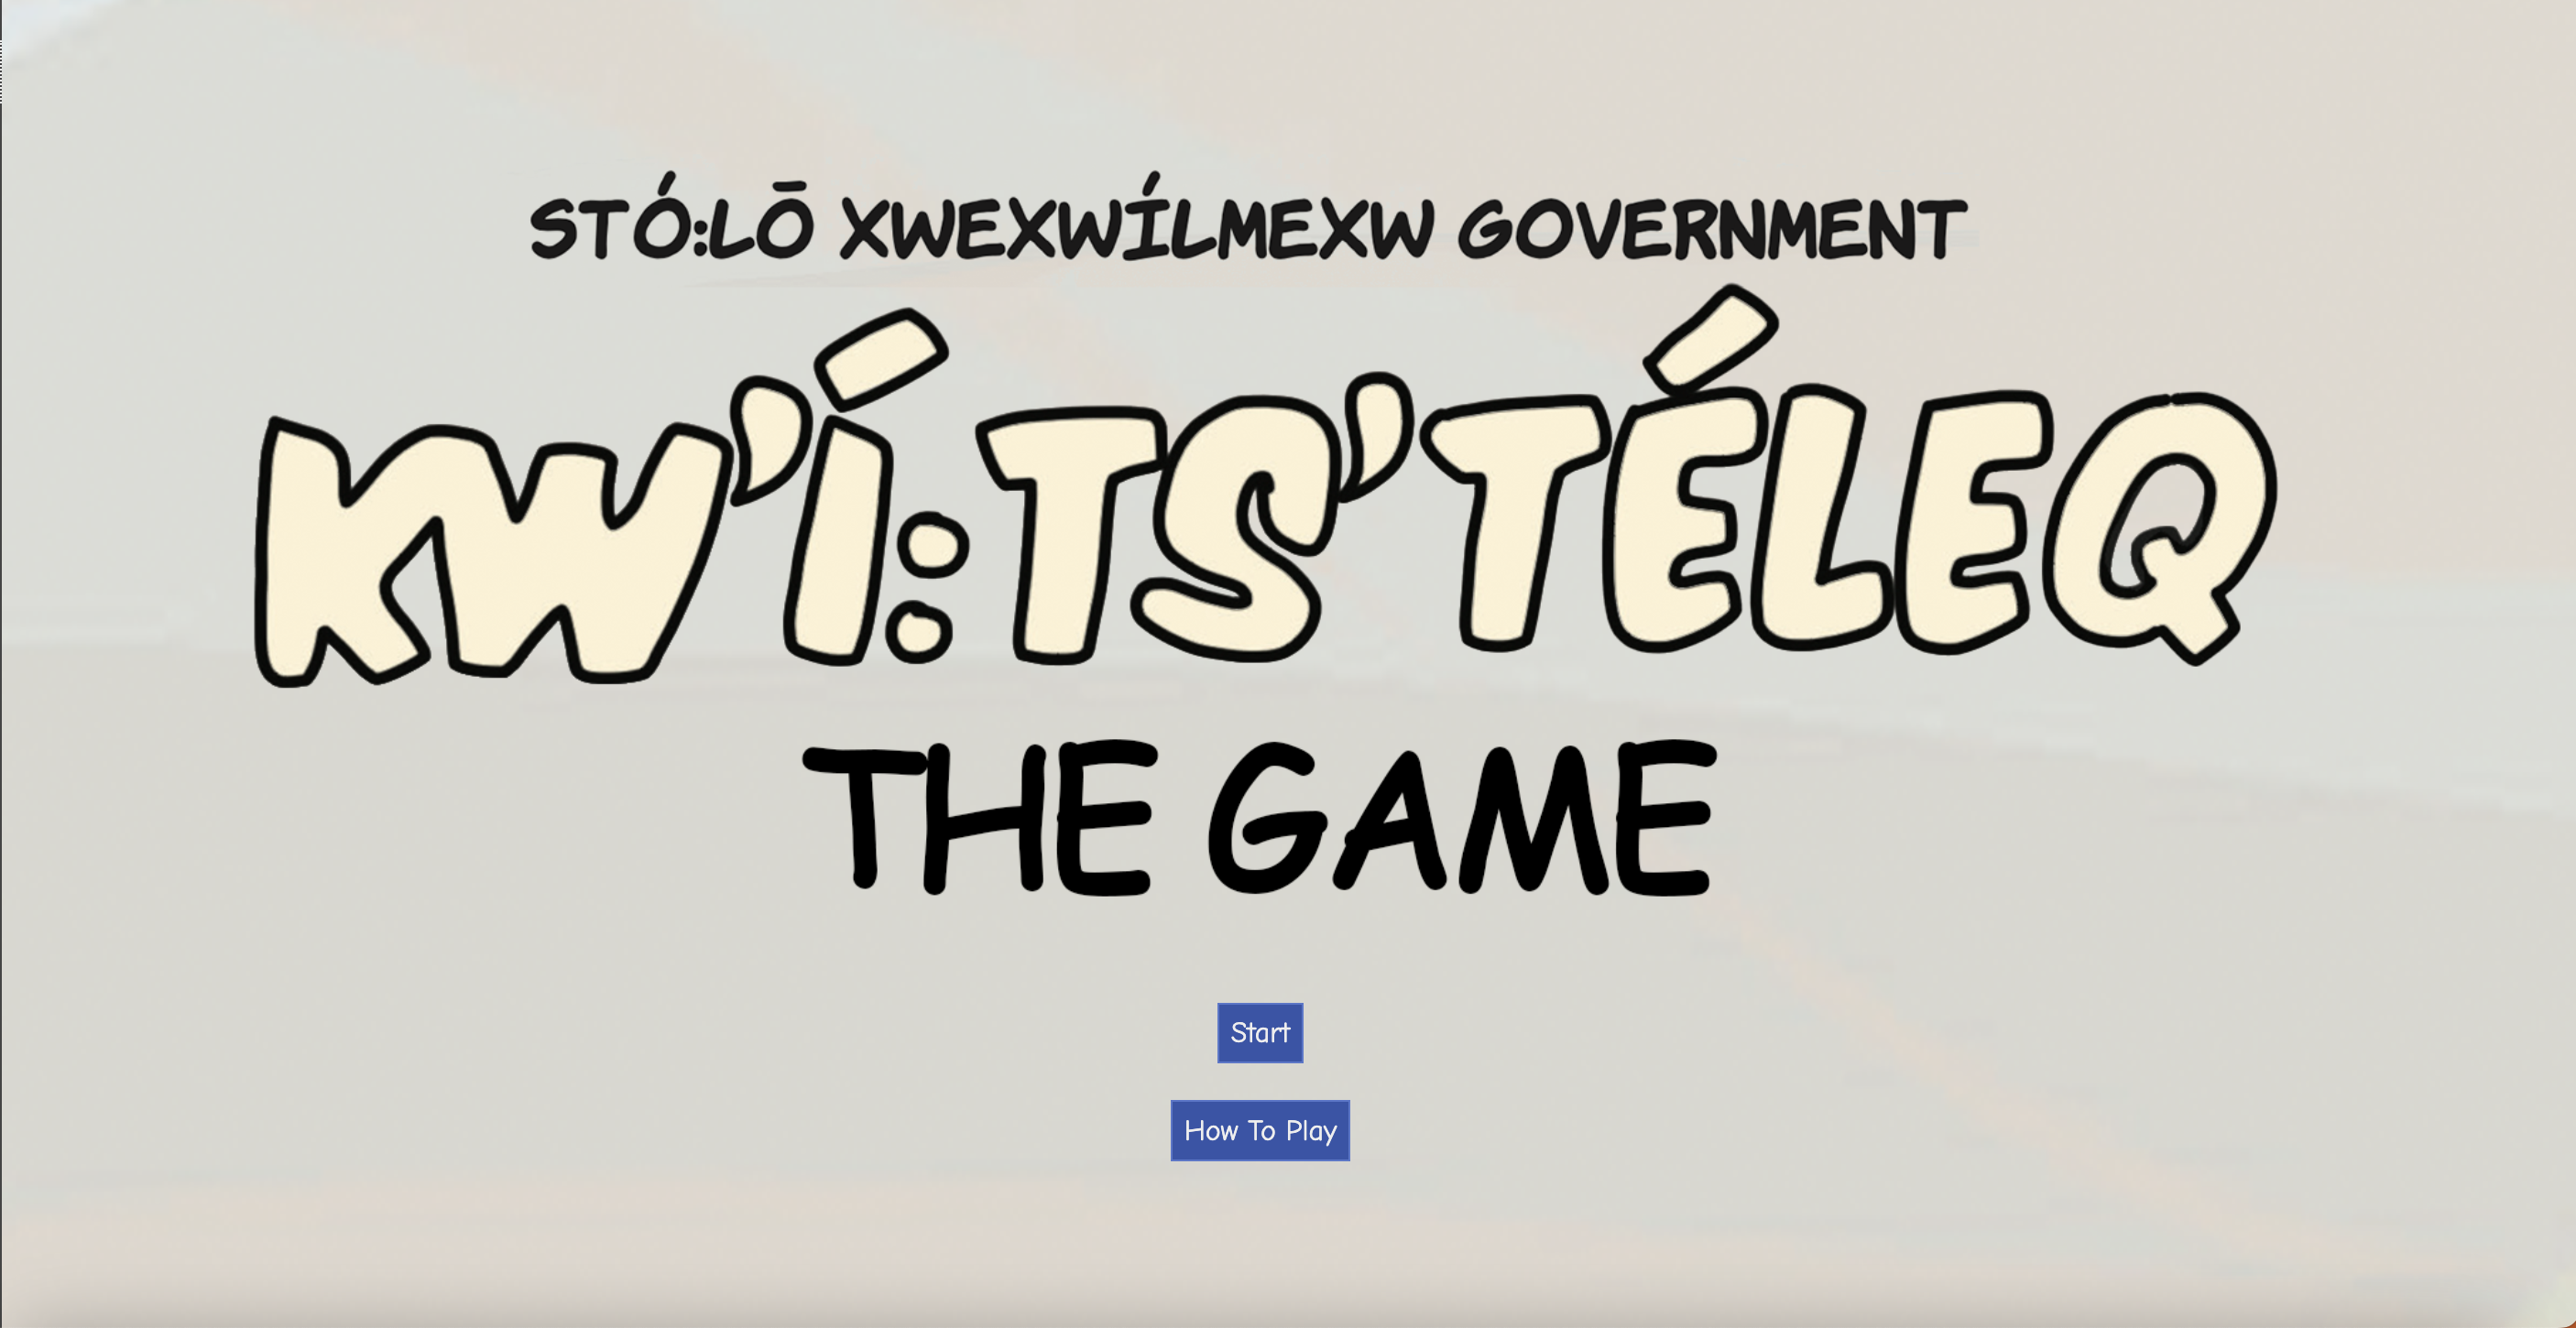 STÓ:LŌ XWEXWÍLMEXW GOVERNMENT
KW'Í:TS'TÉLEQ
THE GAME
Start
How To Play